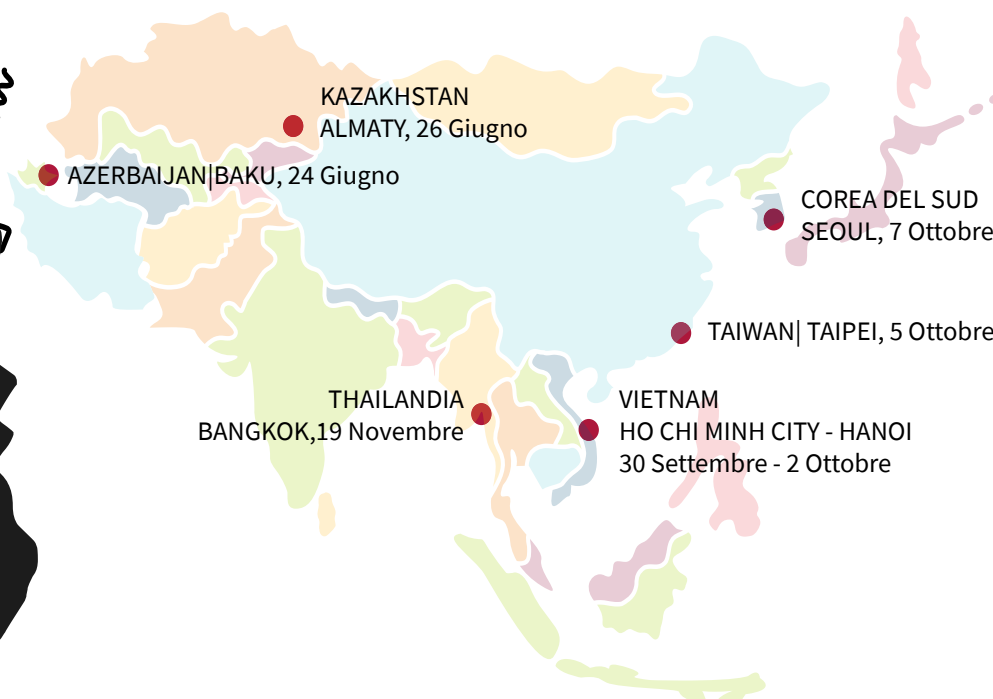 KAZAKHSTAN
ALMATY, 26 Giugno
AZERBAIJAN|BAKU, 24 Giugno
COREA DEL SUD
SEOUL, 7 Ottobre
TAIWAN| TAIPEI, 5 Ottobre
THAILANDIA
BANGKOK,19 Novembre
VIETNAM
HO CHI MINH CITY - HANOI
30 Settembre - 2 Ottobre